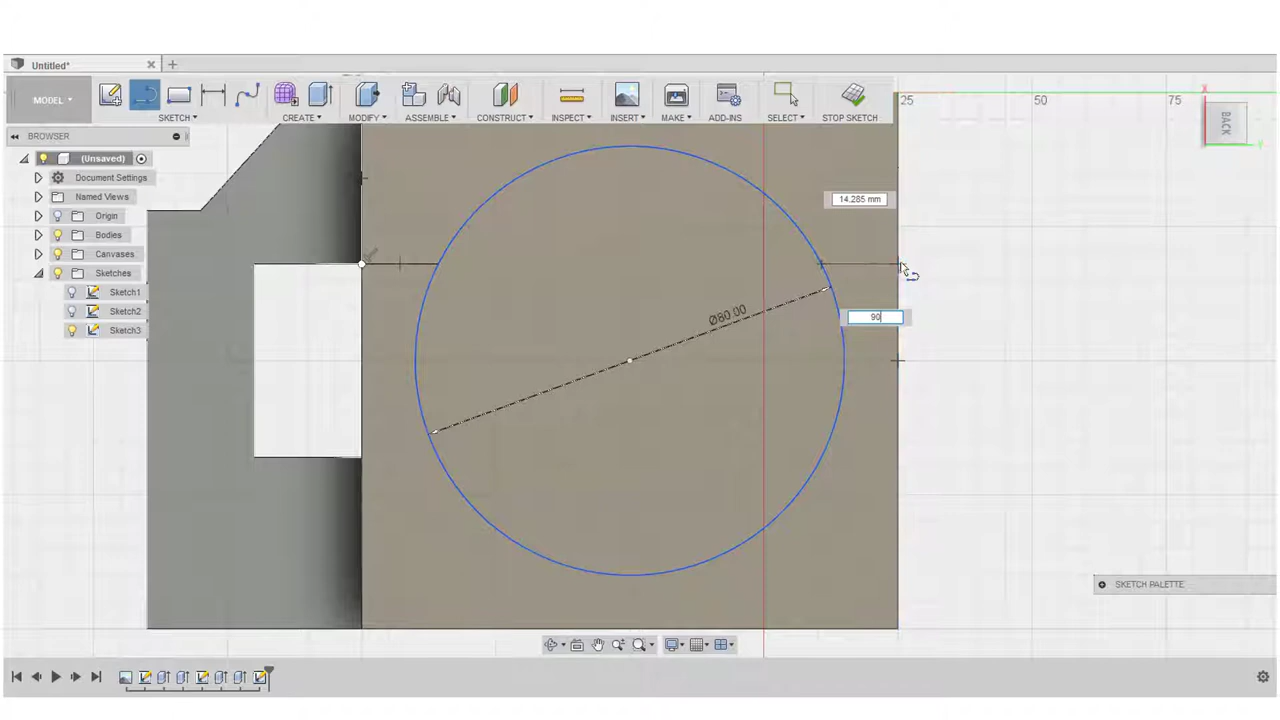 Untitled*
MODEL
SKETCH
CREATE
MODIFY
ASSEMBLE
CONSTRUCT
INSPECT
INSERT
MAKE
ADD-INS
SELECT
STOP SKETCH
25
50
75
X
BACK
Y
BROWSER
(Unsaved)
Document Settings
Named Views
Origin
Bodies
Canvases
Sketches
Sketch1
Sketch2
Sketch3
14.285 mm
Ø80.00
90
SKETCH PALETTE